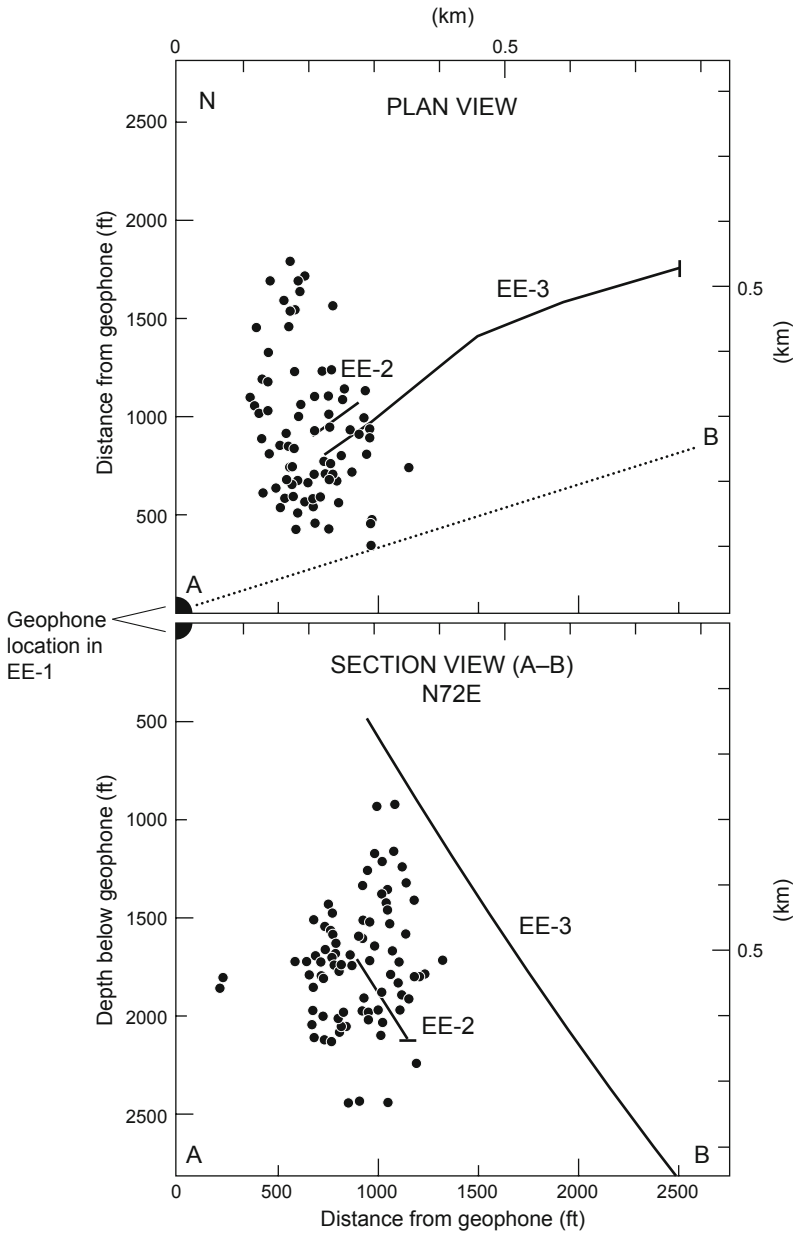 (km)
0 0.5
N
PLAN VIEW
2500
2000
1500
1000
500
Distance from geophone (ft)
EE-3
EE-2
0.5
(km)
B
A
Geophone
location in
EE-1
SECTION VIEW (A–B)
N72E
500
1000
1500
2000
2500
Depth below geophone (ft)
EE-3
EE-2
0.5
(km)
A B
0 500 1000 1500 2000 2500
Distance from geophone (ft)